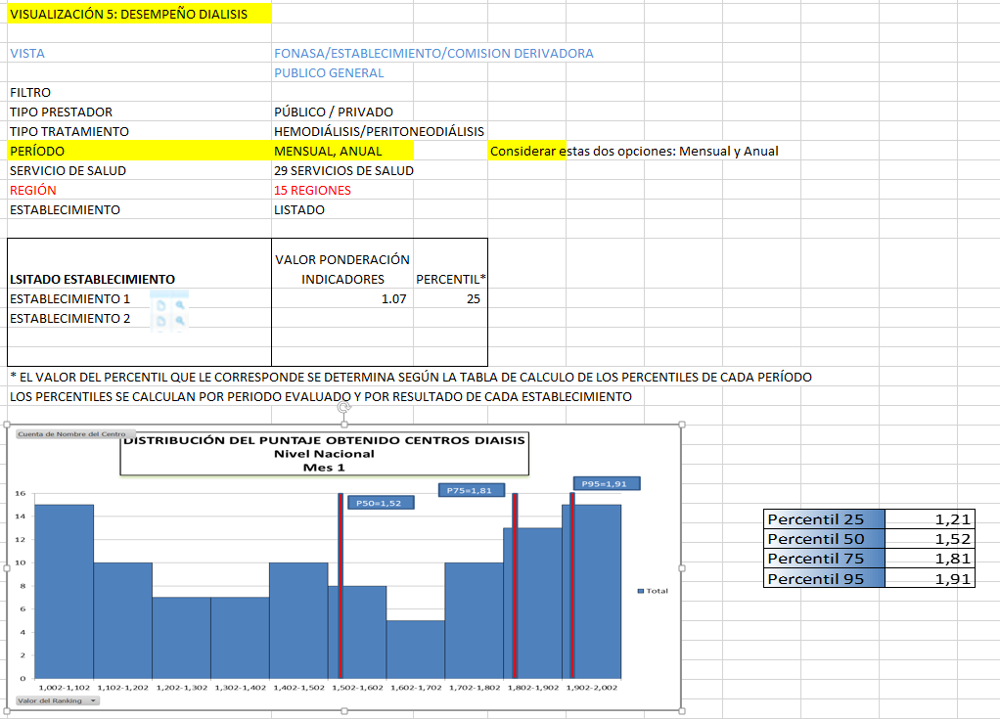 VISUALIZACIÓN 5: DESEMPEÑO DIALISIS
VISTA FONASA/ESTABLECIMIENTO/COMISION DERIVADORA
PUBLICO GENERAL
FILTRO
TIPO PRESTADOR PÚBLICO / PRIVADO
TIPO TRATAMIENTO HEMODIÁLISIS/PERITONEODIÁLISIS
PERÍODO MENSUAL, ANUAL Considerar estas dos opciones: Mensual y Anual
SERVICIO DE SALUD 29 SERVICIOS DE SALUD
REGIÓN 15 REGIONES
ESTABLECIMIENTO LISTADO
VALOR PONDERACIÓN
LSITADO ESTABLECIMIENTO INDICADORES PERCENTIL*
ESTABLECIMIENTO 1 1.07 25
ESTABLECIMIENTO 2
* EL VALOR DEL PERCENTIL QUE LE CORRESPONDE SE DETERMINA SEGÚN LA TABLA DE CALCULO DE LOS PERCENTILES DE CADA PERÍODO
LOS PERCENTILES SE CALCULAN POR PERIODO EVALUADO Y POR RESULTADO DE CADA ESTABLECIMIENTO
Cuenta de Nombre del Centro
DISTRIBUCIÓN DEL PUNTAJE OBTENIDO CENTROS DIAISIS
Nivel Nacional
Mes 1
P95=1,91
P75=1,81
P50=1,52
16
14
12
10
8
6
4
2
0
Total
1,002-1,102 1,102-1,202 1,202-1,302 1,302-1,402 1,402-1,502 1,502-1,602 1,602-1,702 1,702-1,802 1,802-1,902 1,902-2,002
Valor del Ranking
Percentil 25 1,21
Percentil 50 1,52
Percentil 75 1,81
Percentil 95 1,91